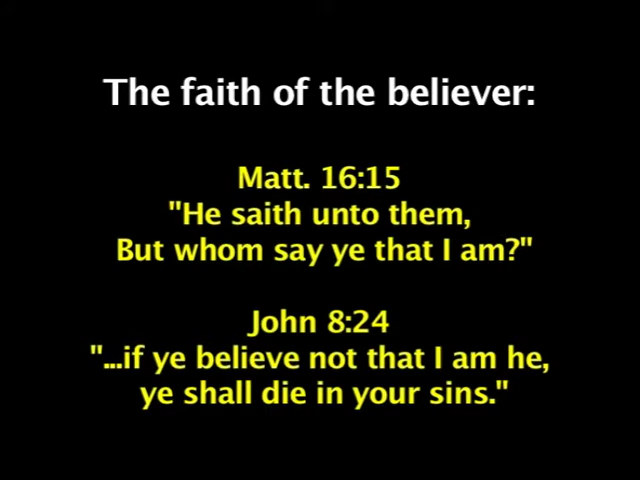 The faith of the believer:
Matt. 16:15
"He saith unto them,
But whom say ye that I am?"
John 8:24
"...if ye believe not that I am he,
ye shall die in your sins."